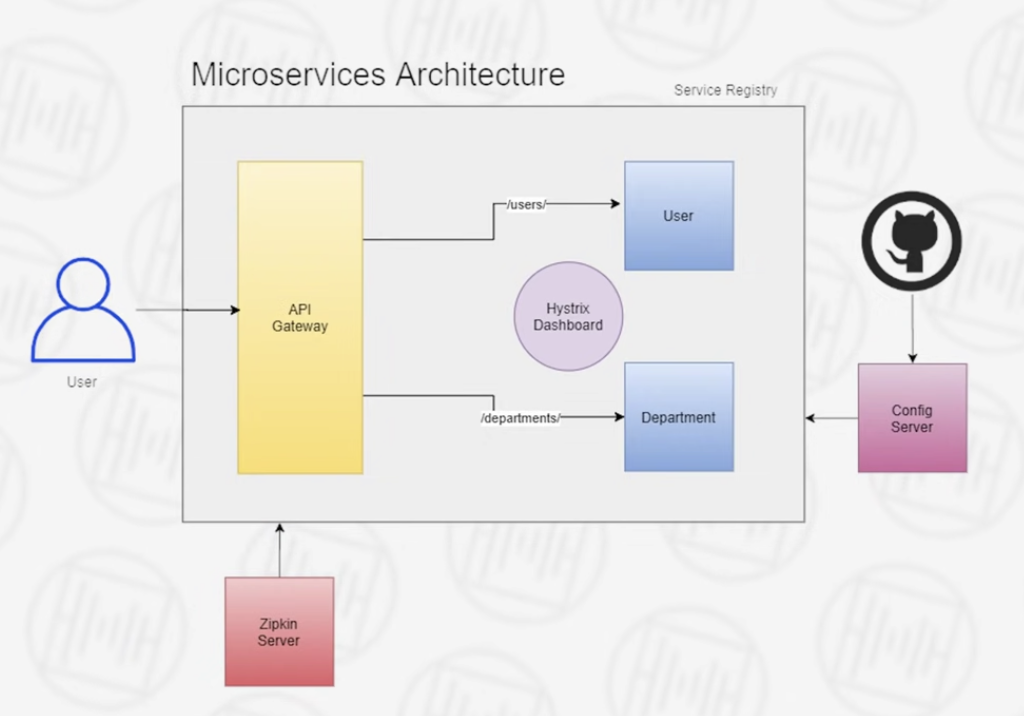 Microservices Architecture
Service Registry
/users/
User
API
Gateway
Hystrix
Dashboard
User
/departments/
Department
Config
Server
Zipkin
Server